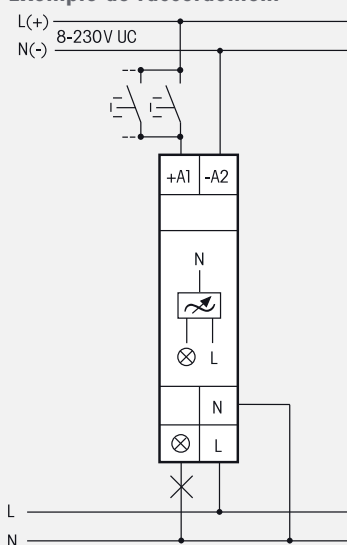 Exemple de raccordement
L(+)
8-230V UC
N(-)
+A1 -A2
N
L
N
L
L
N